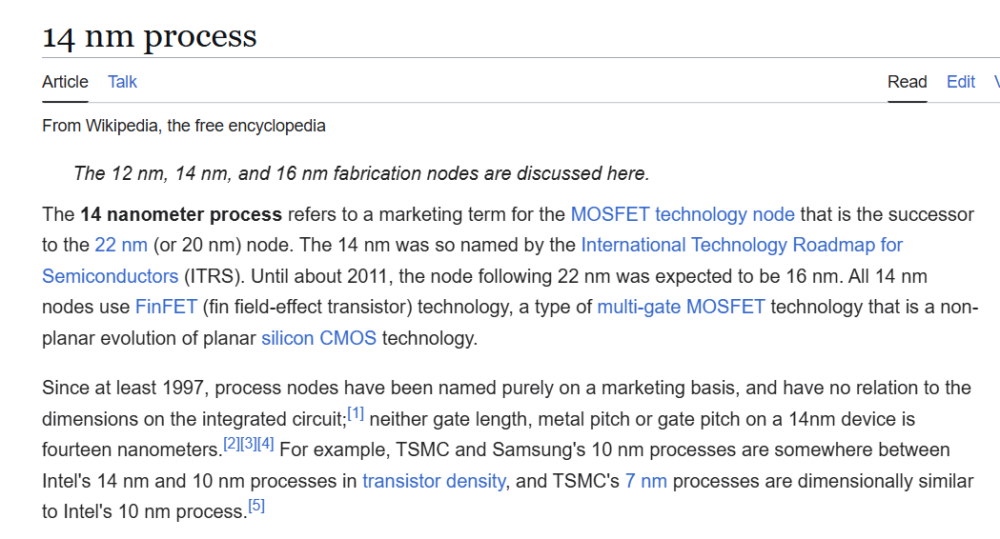 14 nm process
Article Talk Read Edit
From Wikipedia, the free encyclopedia
The 12 nm, 14 nm, and 16 nm fabrication nodes are discussed here.
The 14 nanometer process refers to a marketing term for the MOSFET technology node that is the successor
to the 22 nm (or 20 nm) node. The 14 nm was so named by the International Technology Roadmap for
Semiconductors (ITRS). Until about 2011, the node following 22 nm was expected to be 16 nm. All 14 nm
nodes use FinFET (fin field-effect transistor) technology, a type of multi-gate MOSFET technology that is a non-
planar evolution of planar silicon CMOS technology.
Since at least 1997, process nodes have been named purely on a marketing basis, and have no relation to the
dimensions on the integrated circuit;[1] neither gate length, metal pitch or gate pitch on a 14nm device is
fourteen nanometers.[2][3][4] For example, TSMC and Samsung's 10 nm processes are somewhere between
Intel's 14 nm and 10 nm processes in transistor density, and TSMC's 7 nm processes are dimensionally similar
to Intel's 10 nm process.[5]